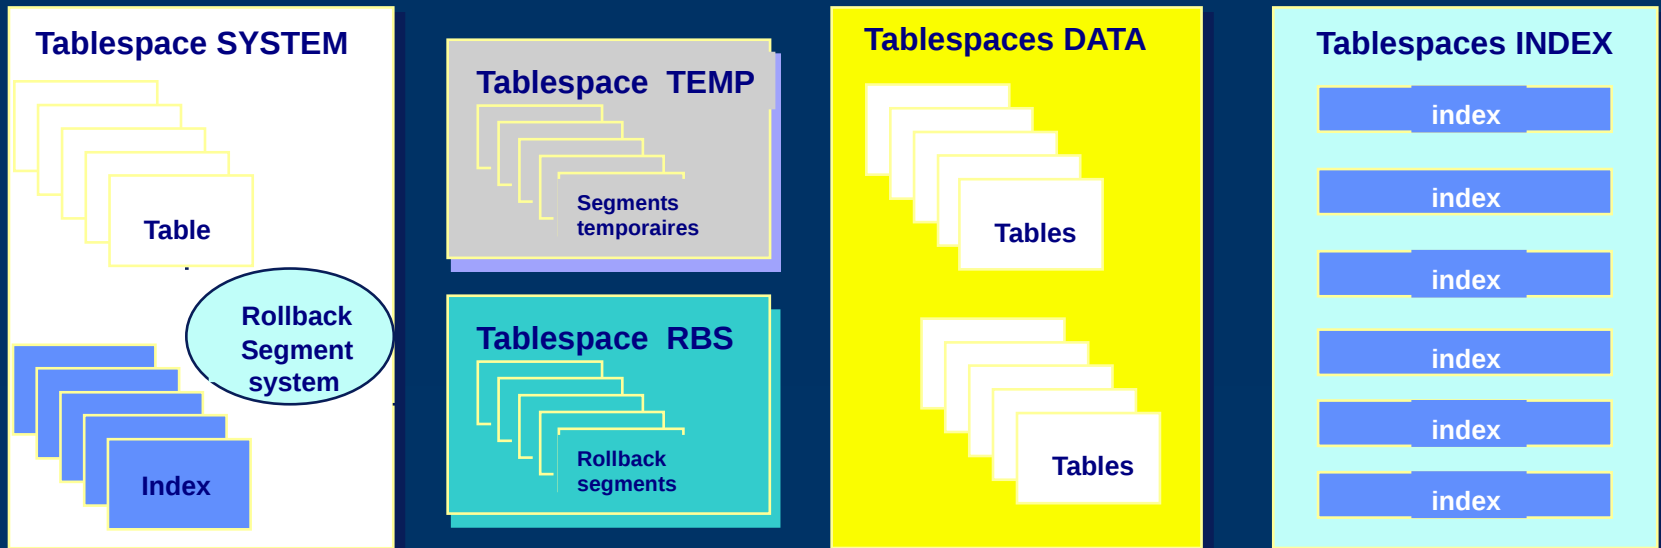 Tablespace SYSTEM
Table
Rollback
Segment
system
Index
Tablespace  TEMP
Segments
temporaires
Tablespace  RBS
Rollback
segments
Tablespaces DATA
Tables
Tables
Tablespaces INDEX
index
index
index
index
index
index